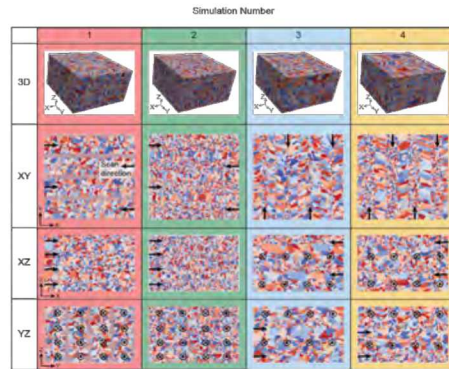 Simulation Number
1 2 3 4
3D
Z
X Y
Z
X Y
Z
X Y
Z
X Y
XY
Scan
direction
XZ
YZ